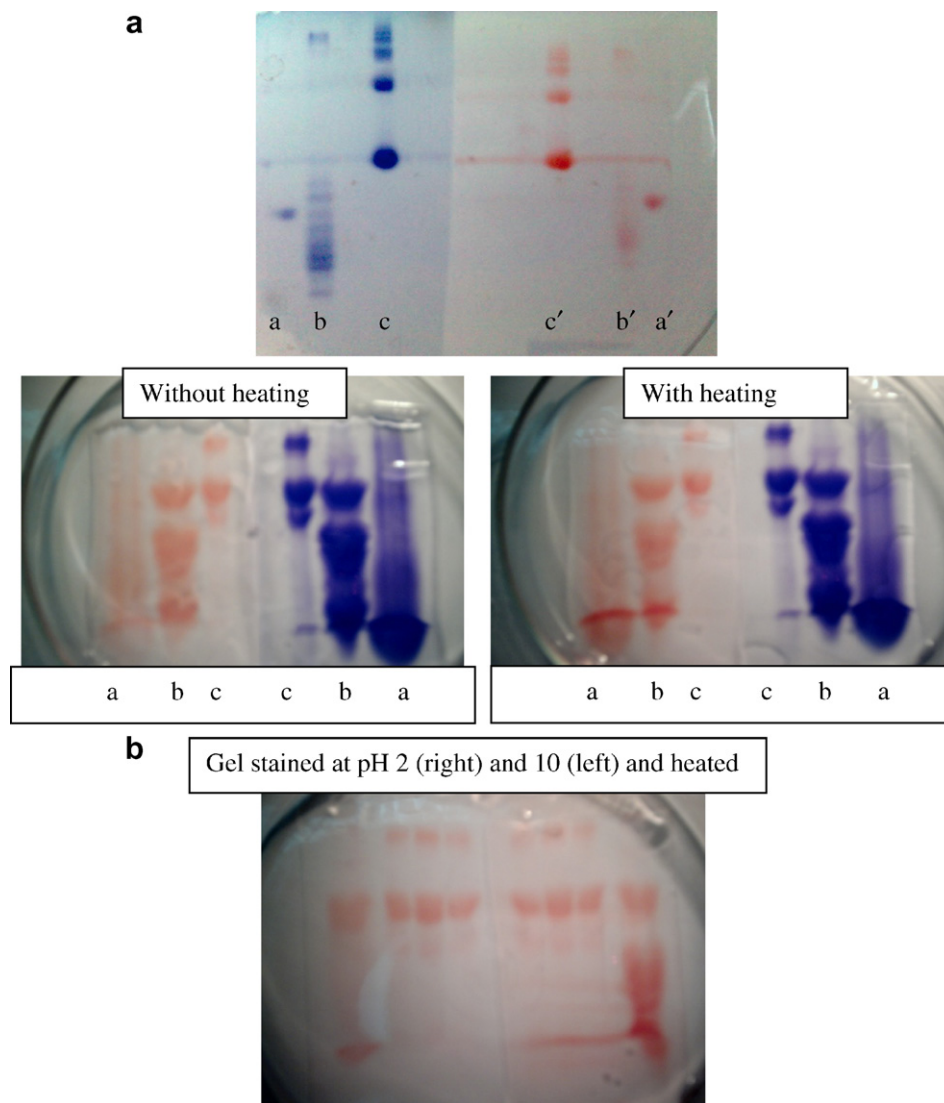 a
a b c c′ b′ a′
Without heating
With heating
a b c c b a
a b c c b a
b
Gel stained at pH 2 (right) and 10 (left) and heated